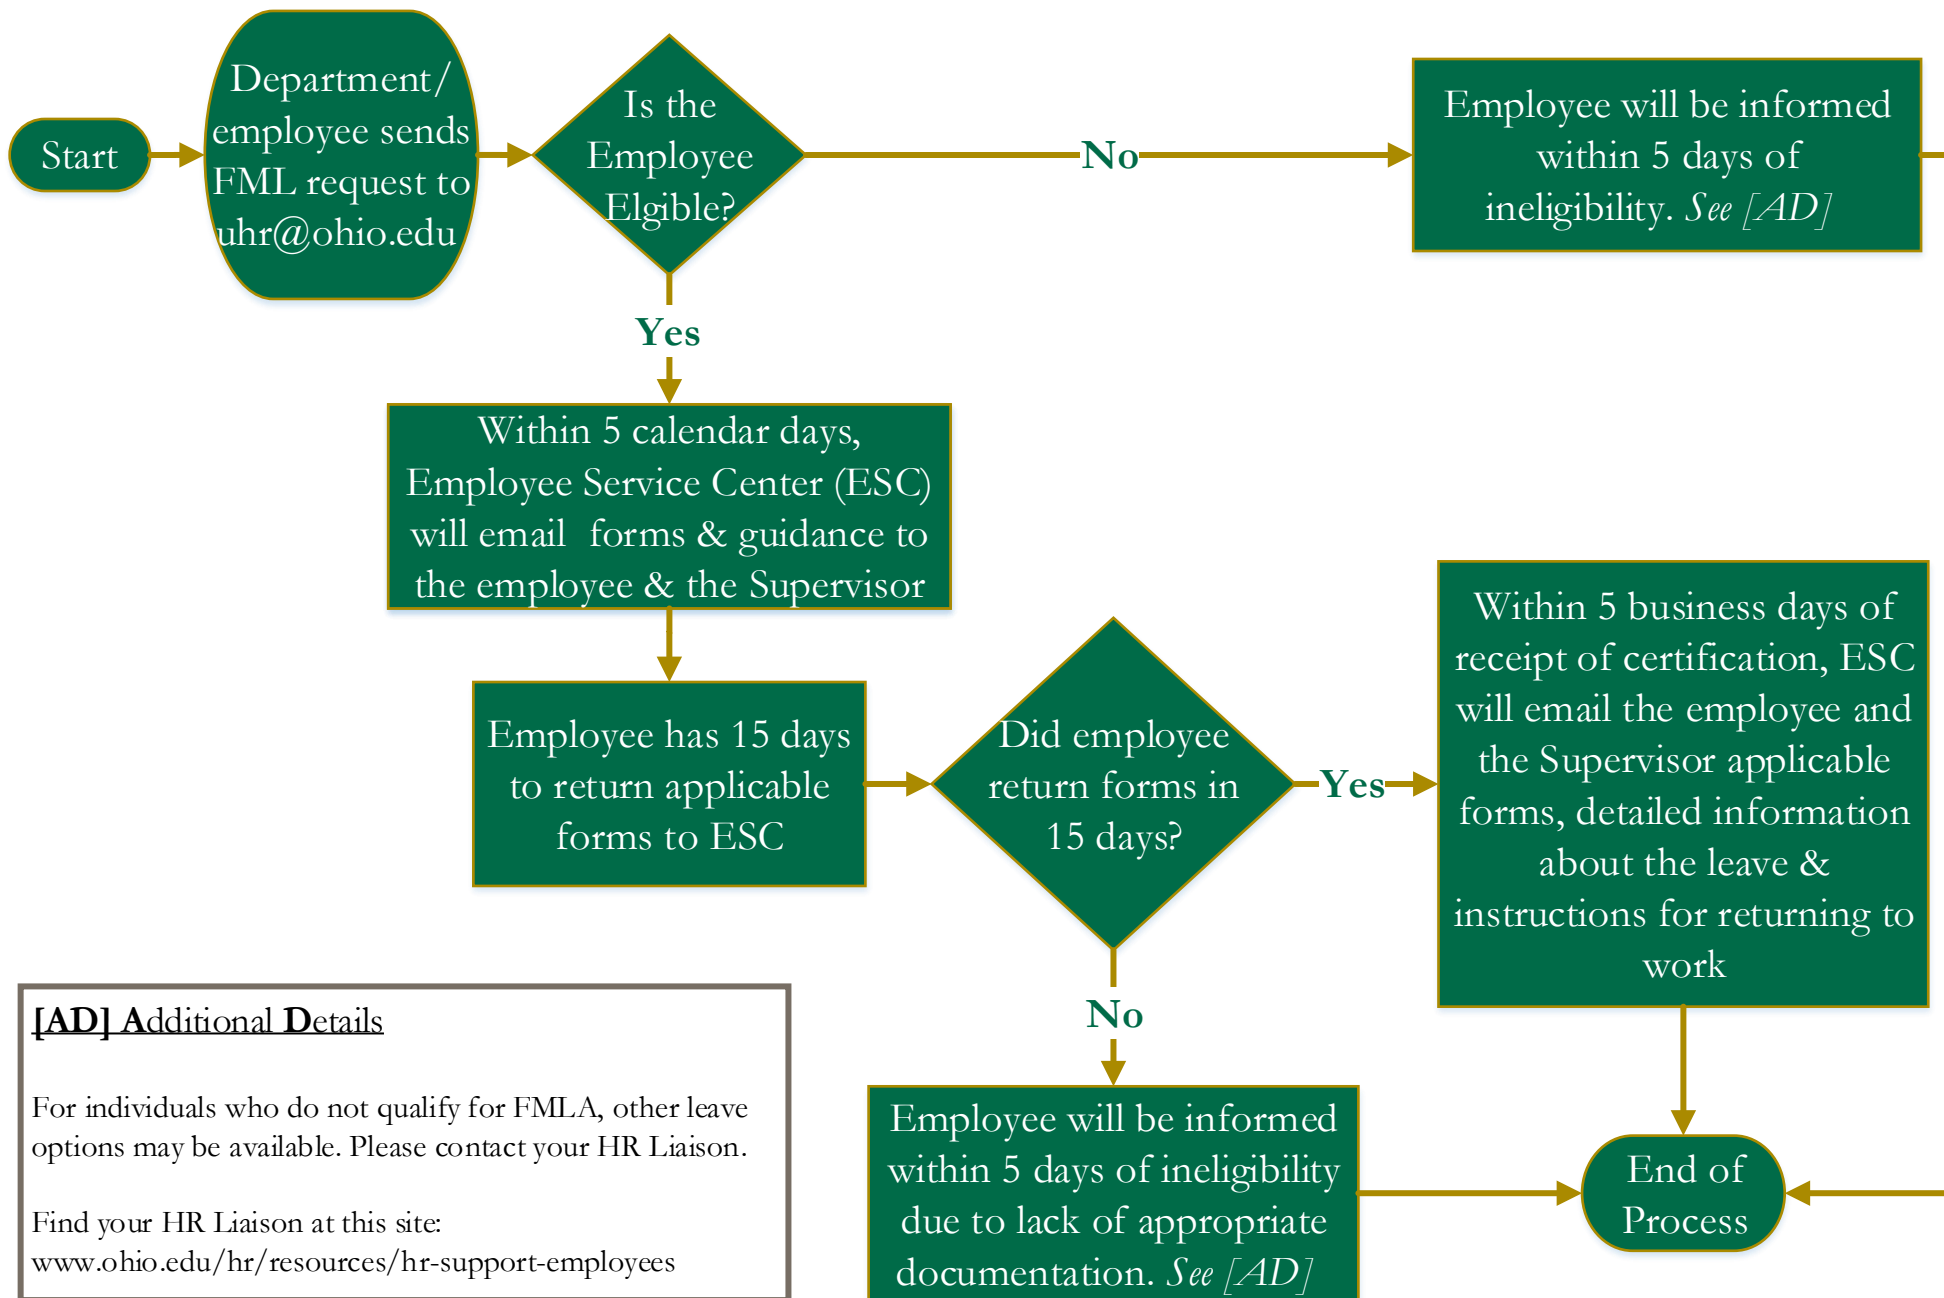 Start
Department/
employee sends
FML request to
uhr@ohio.edu
Is the
Employee
Elgible?
No
Employee will be informed
within 5 days of
ineligibility. See [AD]
Yes
Within 5 calendar days,
Employee Service Center (ESC)
will email forms & guidance to
the employee & the Supervisor
Employee has 15 days
to return applicable
forms to ESC
Did employee
return forms in
15 days?
Yes
Within 5 business days of
receipt of certification, ESC
will email the employee and
the Supervisor applicable
forms, detailed information
about the leave &
instructions for returning to
work
No
Employee will be informed
within 5 days of ineligibility
due to lack of appropriate
documentation. See [AD]
End of
Process
[AD] Additional Details
For individuals who do not qualify for FMLA, other leave
options may be available. Please contact your HR Liaison.
Find your HR Liaison at this site:
www.ohio.edu/hr/resources/hr-support-employees